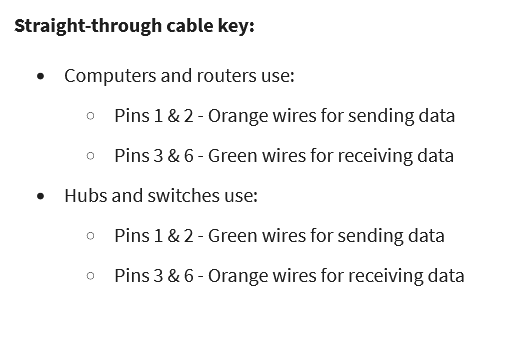 Straight-through cable key:
• Computers and routers use:
○ Pins 1 & 2 - Orange wires for sending data
○ Pins 3 & 6 - Green wires for receiving data
• Hubs and switches use:
○ Pins 1 & 2 - Green wires for sending data
○ Pins 3 & 6 - Orange wires for receiving data